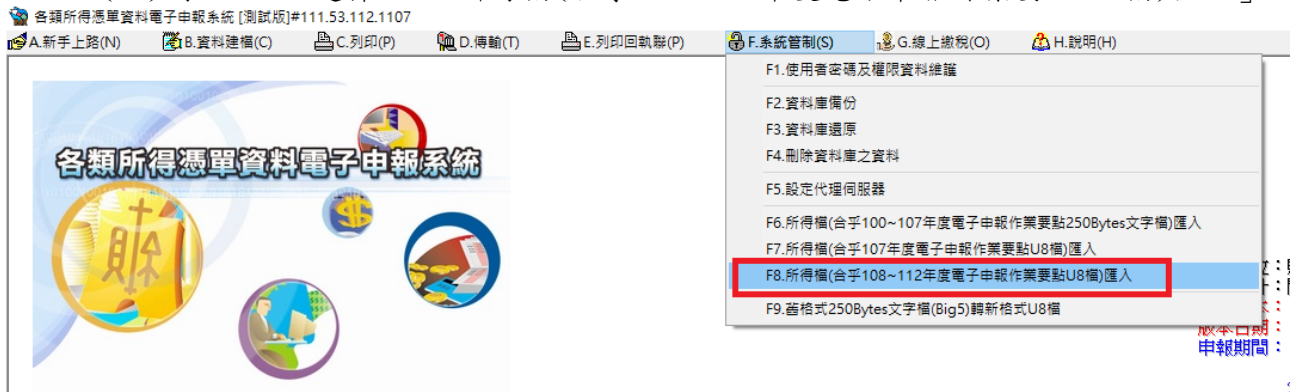 各類所得憑單資料電子申報系統 [測試版]#111.53.112.1107
A.新手上路(N) B.資料建檔(C) C.列印(P) D.傳輸(T) E.列印回執聯(P) F.系統管制(S) G.線上繳稅(O) H.說明(H)
F1.使用者密碼及權限資料維護
F2.資料庫備份
F3.資料庫還原
F4.刪除資料庫之資料
F5.設定代理伺服器
F6.所得檔(合乎100~107年度電子申報作業要點250Bytes文字檔)匯入
F7.所得檔(合乎107年度電子申報作業要點U8檔)匯入
F8.所得檔(合乎108~112年度電子申報作業要點U8檔)匯入
F9.舊格式250Bytes文字檔(Big5)轉新格式U8檔
各類所得憑單資料電子申報系統
財
$
版本日期：
申報期間：